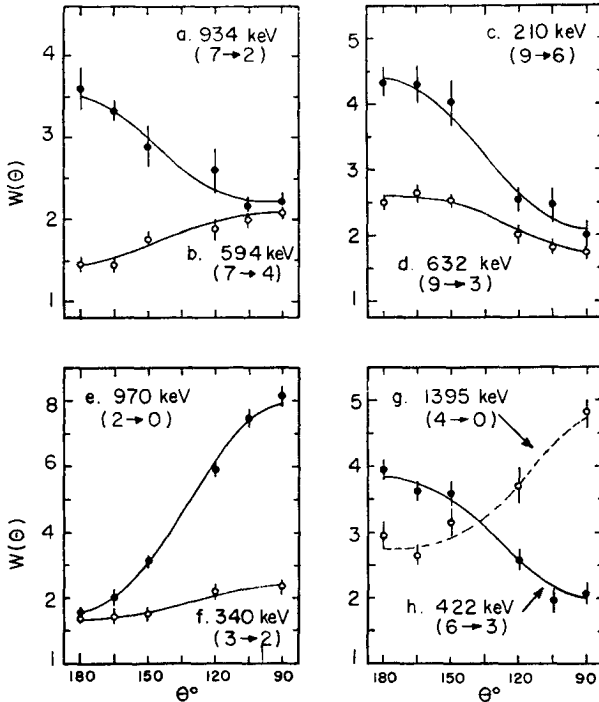 a. 934 keV
(7→2)
4
3
2
1
W(Θ)
b. 594 keV
(7→4)
c. 210 keV
(9→6)
5
4
3
2
1
d. 632 keV
(9→3)
e. 970 keV
(2→0)
8
6
4
2
1
W(Θ)
f. 340 keV
(3→2)
180 150 120 90
Θ°
g. 1395 keV
(4→0)
5
4
3
2
1
h. 422 keV
(6→3)
180 150 120 90
Θ°